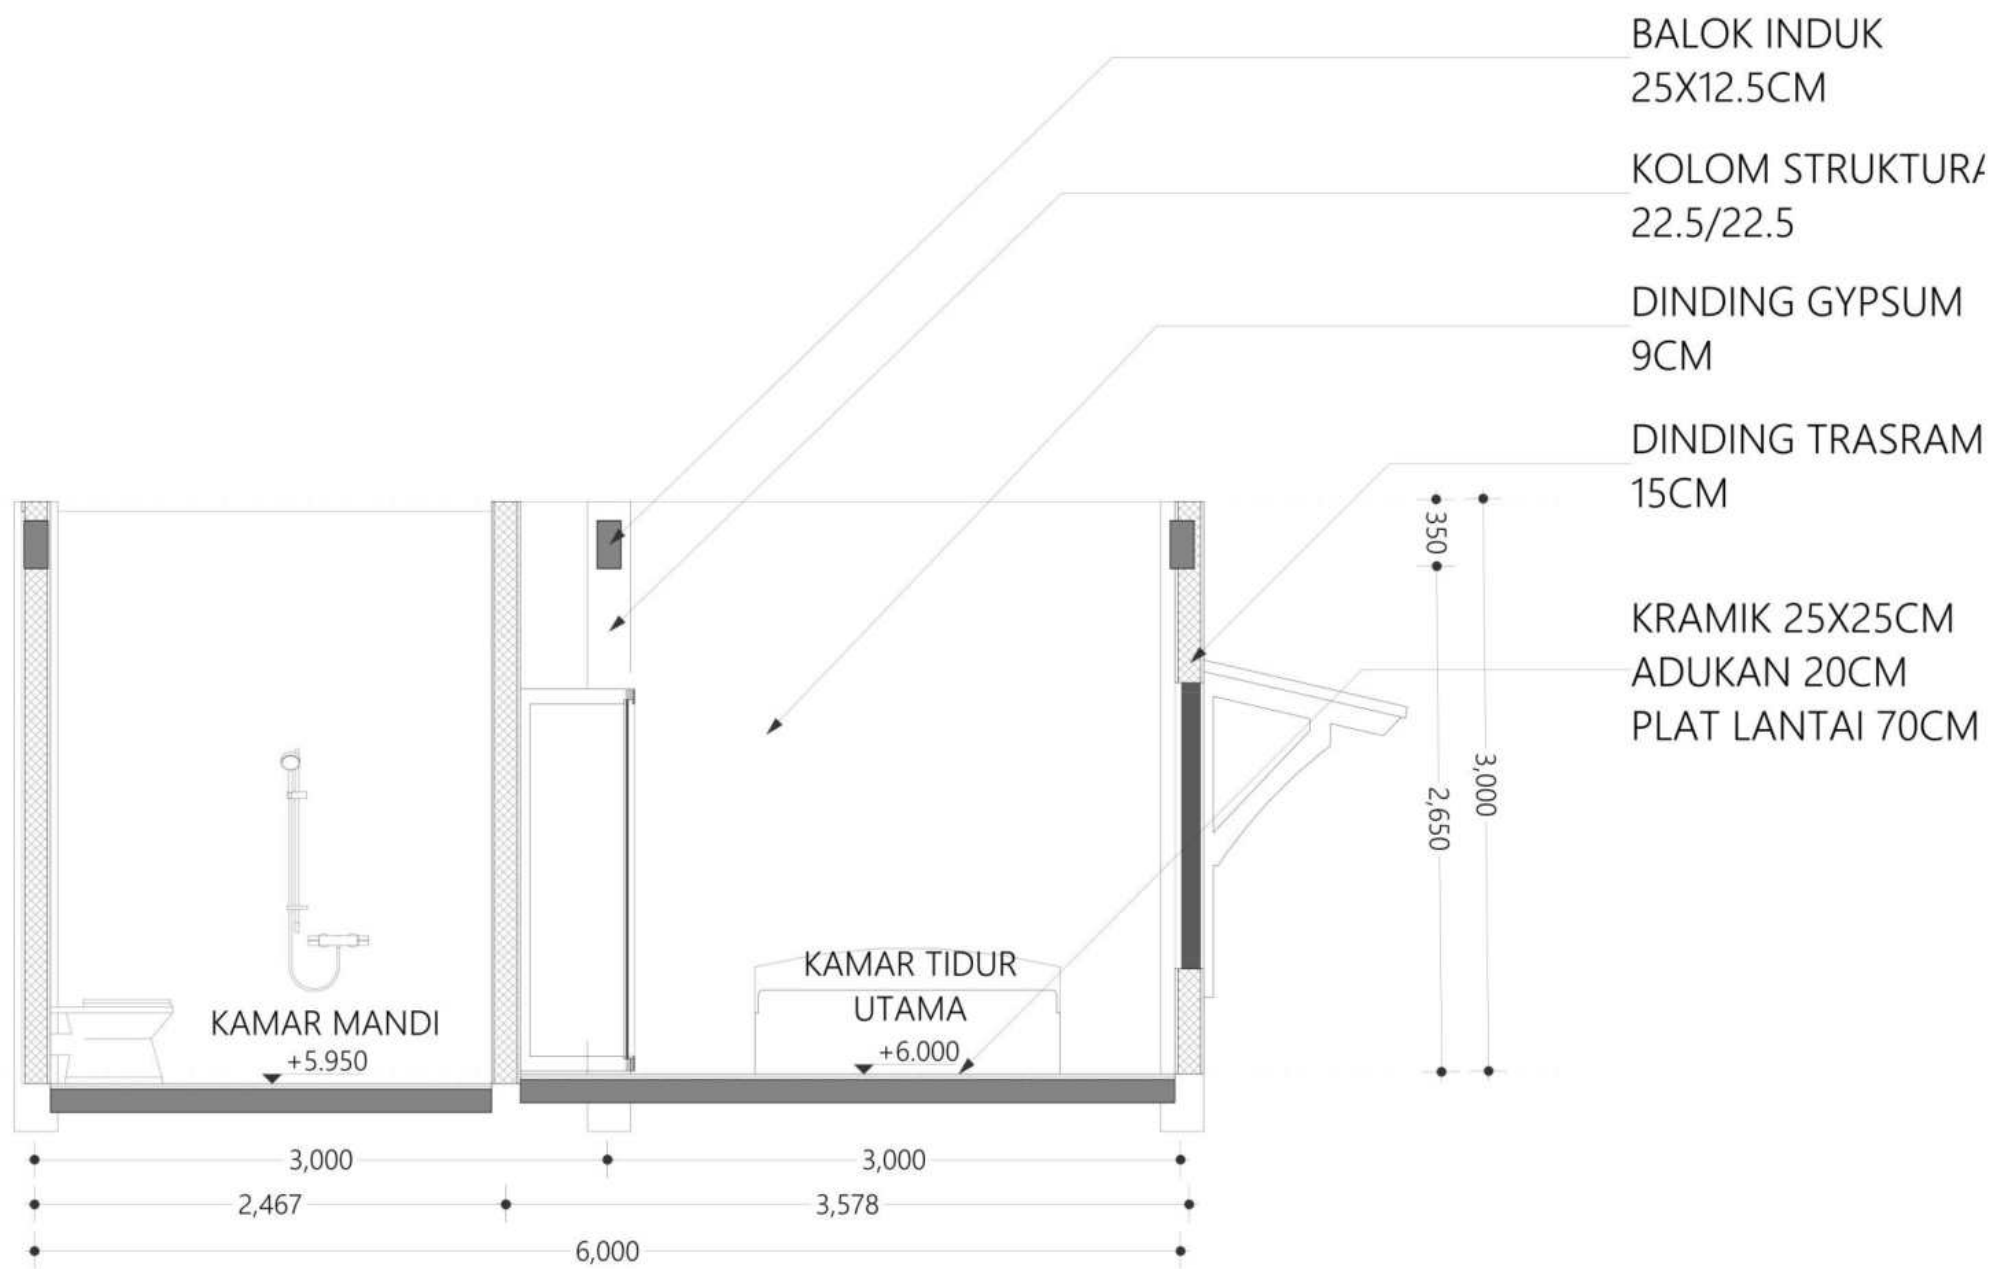 BALOK INDUK
25X12.5CM
KOLOM STRUKTURA
22.5/22.5
DINDING GYPSUM
9CM
DINDING TRASRAM
15CM
KRAMIK 25X25CM
ADUKAN 20CM
PLAT LANTAI 70CM
350
3,000
2,650
KAMAR TIDUR
UTAMA
+6.000
KAMAR MANDI
+5.950
3,000
3,000
2,467
3,578
6,000